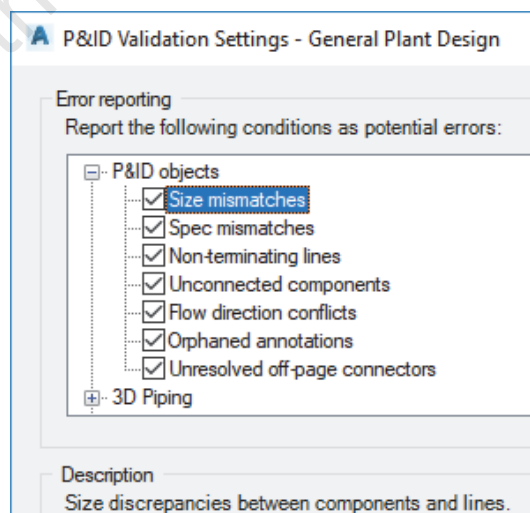 P&ID Validation Settings - General Plant Design
Error reporting
Report the following conditions as potential errors:
P&ID objects
Size mismatches
Spec mismatches
Non-terminating lines
Unconnected components
Flow direction conflicts
Orphaned annotations
Unresolved off-page connectors
3D Piping
Description
Size discrepancies between components and lines.